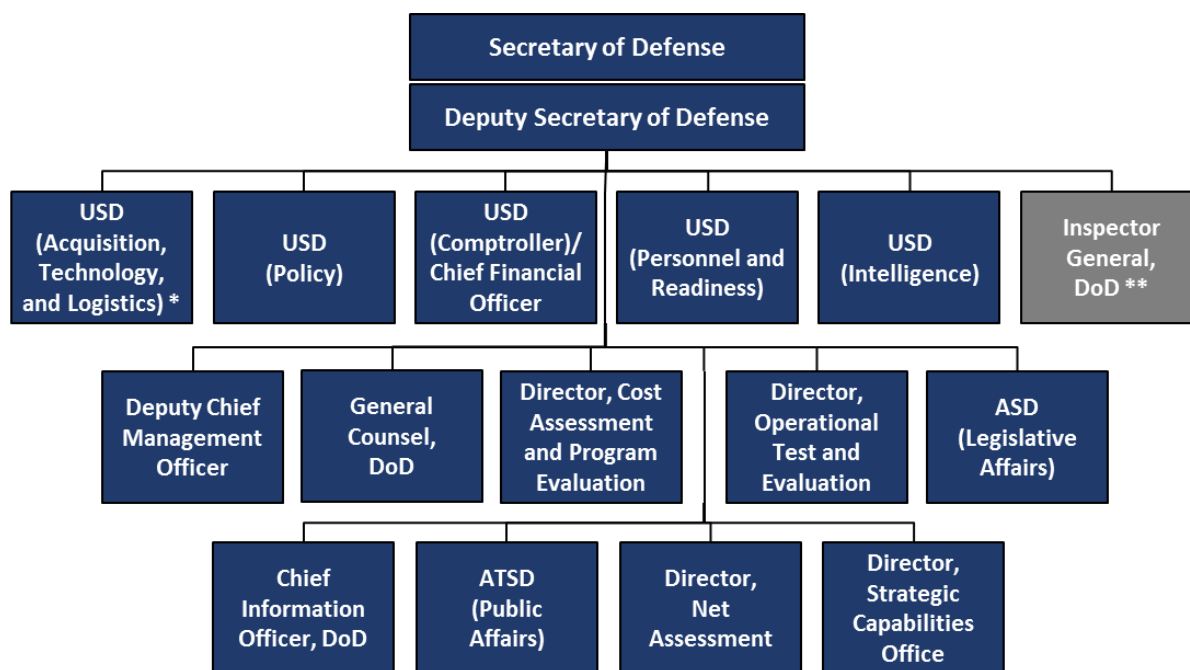 Secretary of Defense
Deputy Secretary of Defense
USD
(Acquisition,
Technology,
and Logistics) *
USD
(Policy)
USD
(Comptroller)/
Chief Financial
Officer
USD
(Personnel and
Readiness)
USD
(Intelligence)
Inspector
General,
DoD **
Deputy Chief
Management
Officer
General
Counsel,
DoD
Director, Cost
Assessment
and Program
Evaluation
Director,
Operational
Test and
Evaluation
ASD
(Legislative
Affairs)
Chief
Information
Officer, DoD
ATSD
(Public
Affairs)
Director,
Net
Assessment
Director,
Strategic
Capabilities
Office